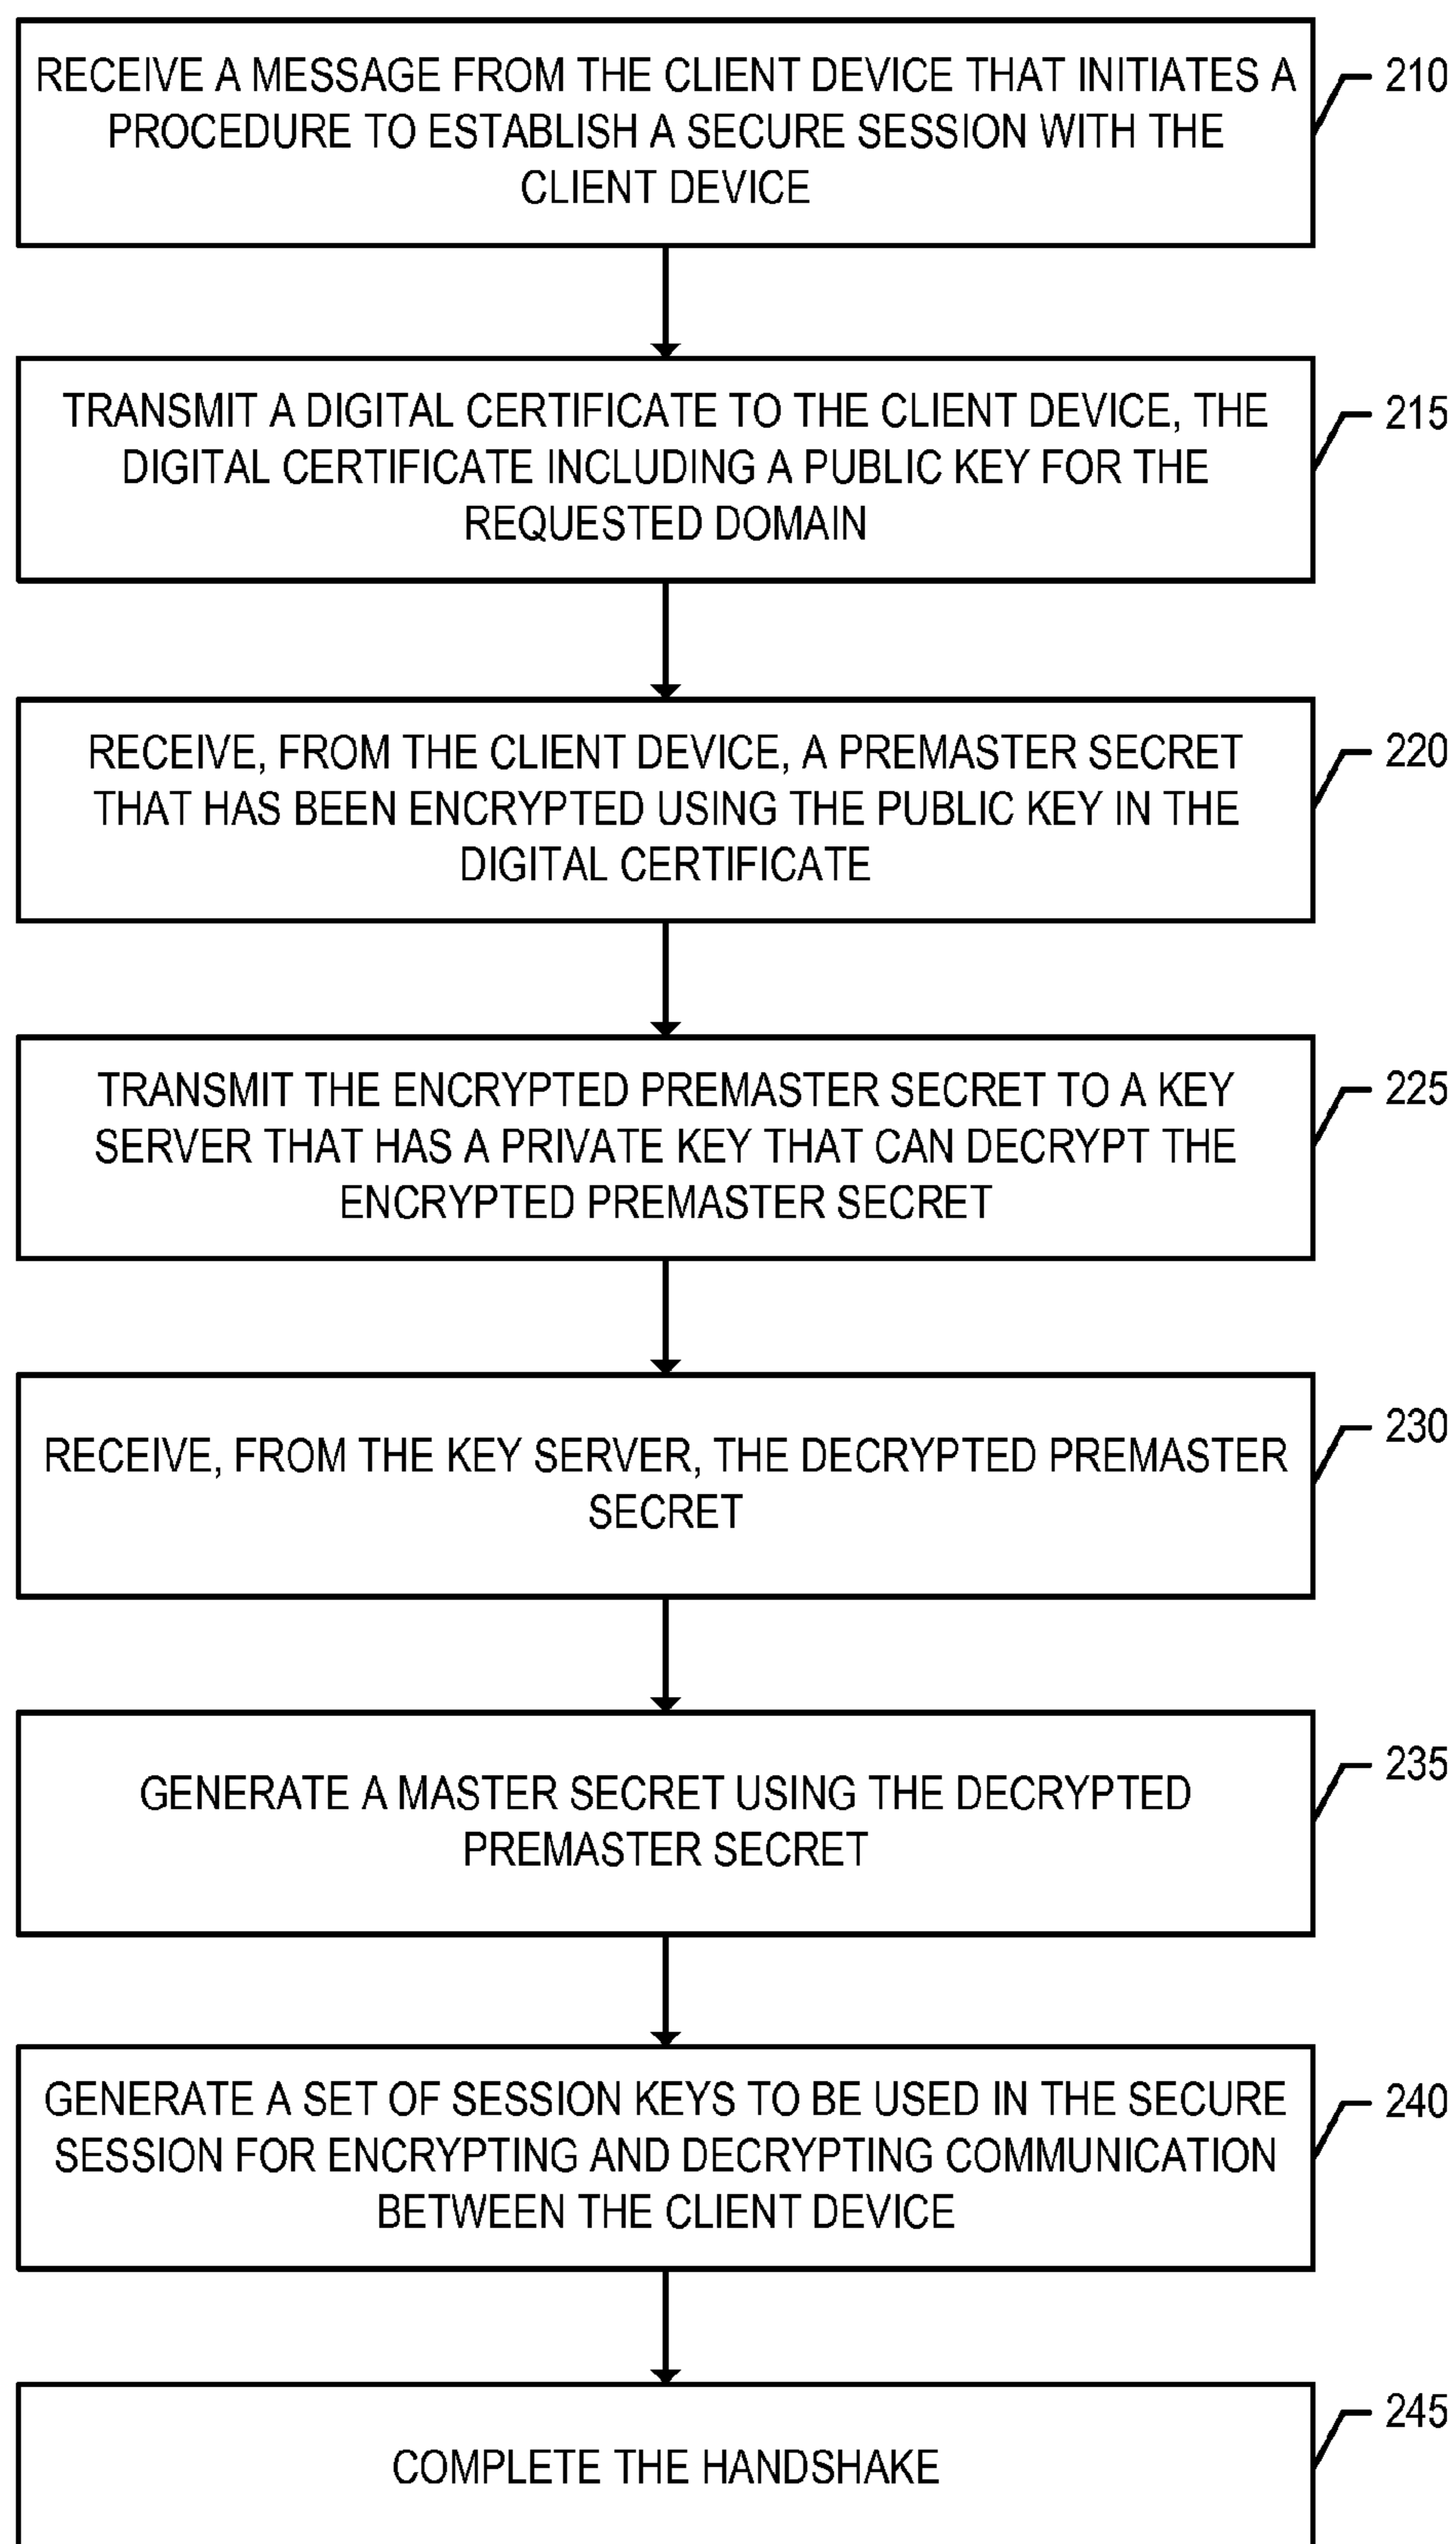 RECEIVE A MESSAGE FROM THE CLIENT DEVICE THAT INITIATES A
PROCEDURE TO ESTABLISH A SECURE SESSION WITH THE
CLIENT DEVICE
210
TRANSMIT A DIGITAL CERTIFICATE TO THE CLIENT DEVICE, THE
DIGITAL CERTIFICATE INCLUDING A PUBLIC KEY FOR THE
REQUESTED DOMAIN
215
RECEIVE, FROM THE CLIENT DEVICE, A PREMASTER SECRET
THAT HAS BEEN ENCRYPTED USING THE PUBLIC KEY IN THE
DIGITAL CERTIFICATE
220
TRANSMIT THE ENCRYPTED PREMASTER SECRET TO A KEY
SERVER THAT HAS A PRIVATE KEY THAT CAN DECRYPT THE
ENCRYPTED PREMASTER SECRET
225
RECEIVE, FROM THE KEY SERVER, THE DECRYPTED PREMASTER
SECRET
230
GENERATE A MASTER SECRET USING THE DECRYPTED
PREMASTER SECRET
235
GENERATE A SET OF SESSION KEYS TO BE USED IN THE SECURE
SESSION FOR ENCRYPTING AND DECRYPTING COMMUNICATION
BETWEEN THE CLIENT DEVICE
240
COMPLETE THE HANDSHAKE
245